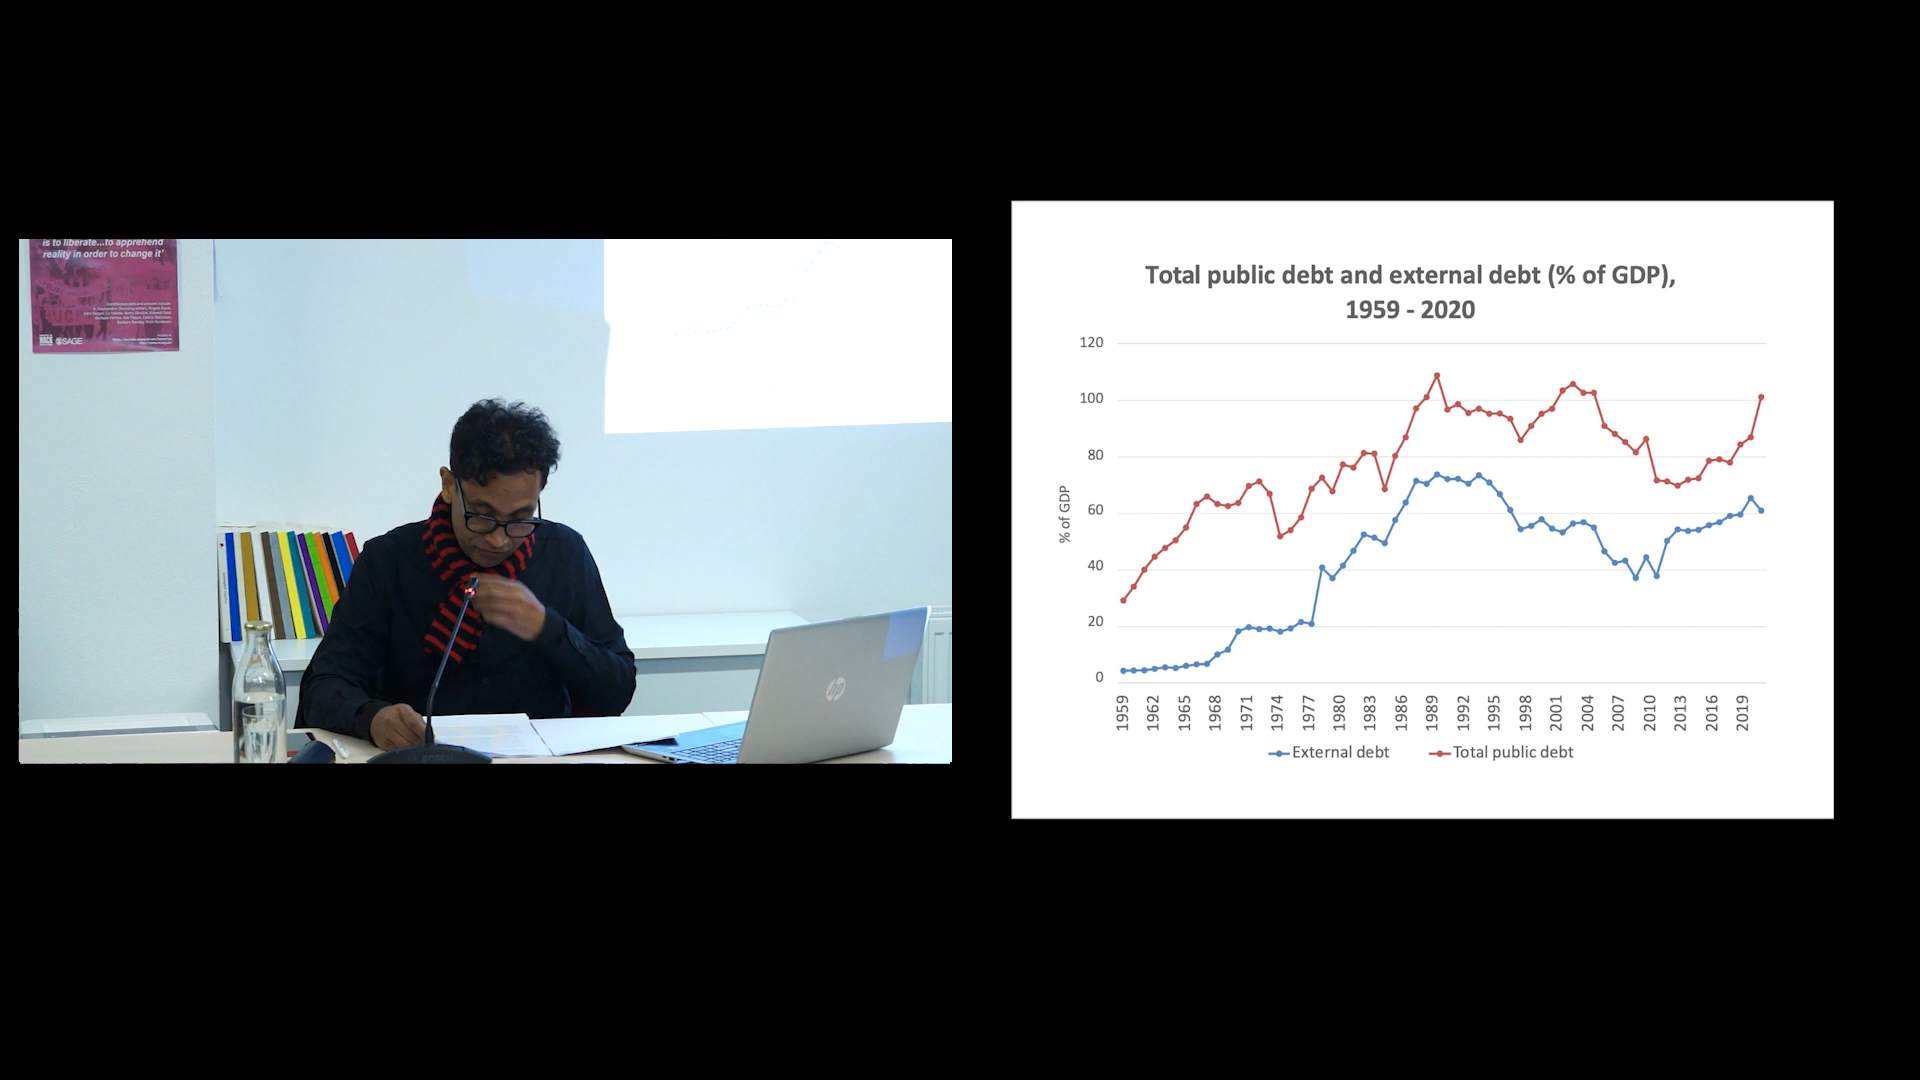 is to liberate...to apprehend
reality in order to change it'
SAGE
hp
BOSCH
Total public debt and external debt (% of GDP),
1959 - 2020
120
100
80
60
40
20
0
% of GDP
1959
1962
1965
1968
1971
1974
1977
1980
1983
1986
1989
1992
1995
1998
2001
2004
2007
2010
2013
2016
2019
External debt
Total public debt